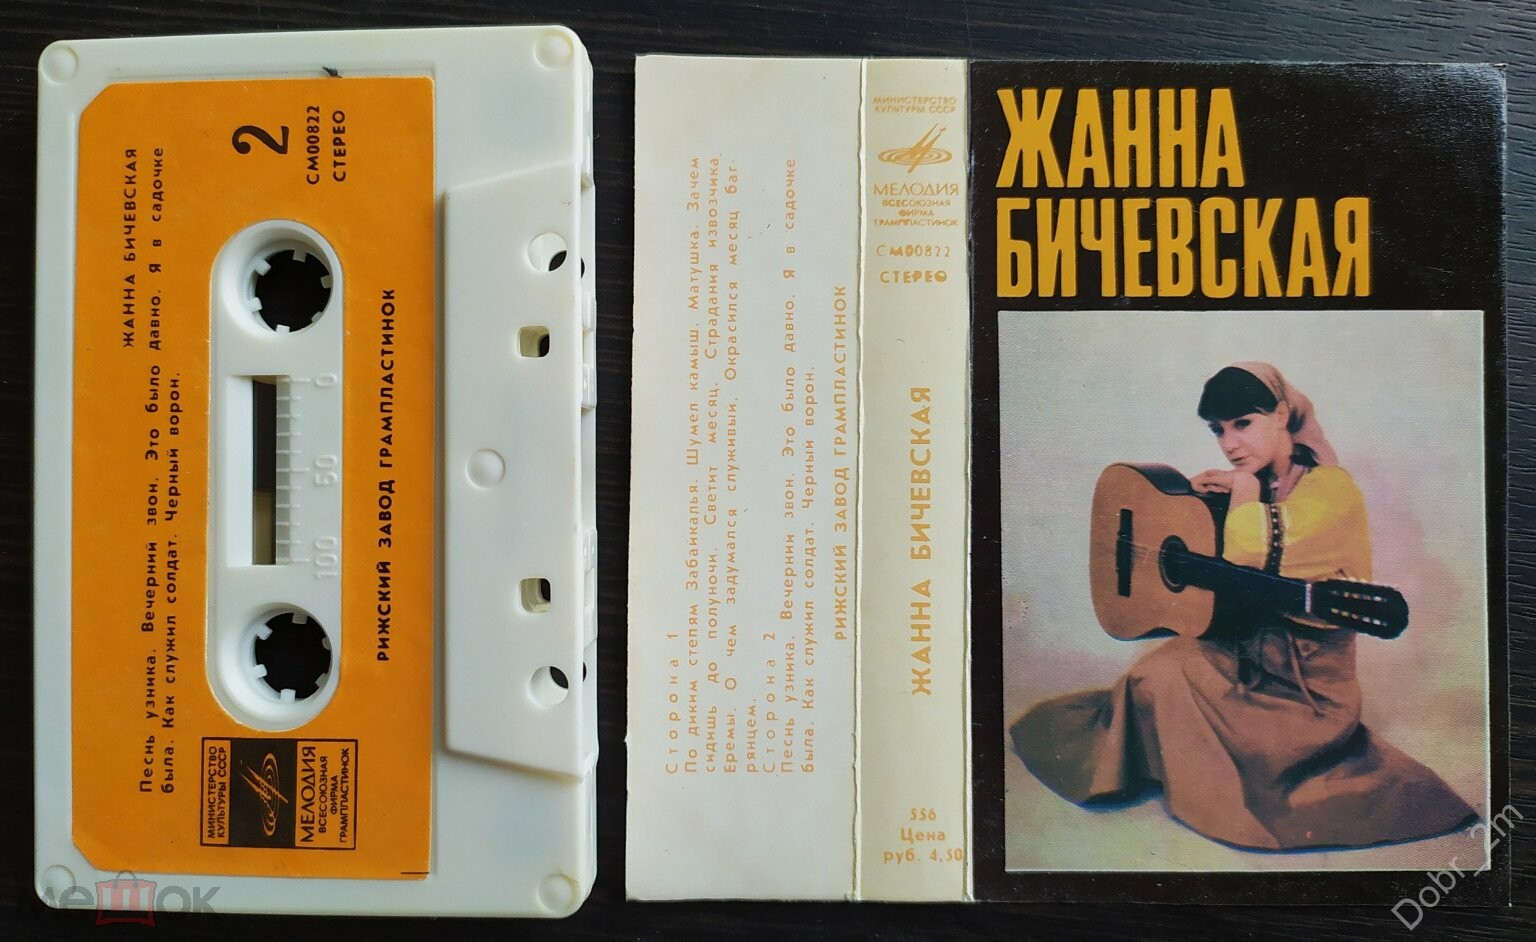 2
СМ00822
СТЕРЕО
ЖАННА БИЧЕВСКАЯ
Песнь узника. Вечерний звон. Это было давно. Я в садочке
была. Как служил солдат. Черный ворон.
100 50 0
РИЖСКИЙ ЗАВОД ГРАМПЛАСТИНОК
МИНИСТЕРСТВО
КУЛЬТУРЫ СССР
МЕЛОДИЯ
ВСЕСОЮЗНАЯ
ФИРМА
ГРАМПЛАСТИНОК
Сторона 1
По диким степям Забайкалья. Шумел камыш. Матушка. Зачем
сидишь до полуночи. Светит месяц. Страдания извозчика
Еремы. О чем задумался служивый. Окрасился месяц баг-
рянцем.
Сторона 2
Песнь узника. Вечерний звон. Это было давно. Я в садочке
была. Как служил солдат. Черный ворон.
РИЖСКИЙ ЗАВОД ГРАМПЛАСТИНОК
МИНИСТЕРСТВО
КУЛЬТУРЫ СССР
МЕЛОДИЯ
ВСЕСОЮЗНАЯ
ФИРМА
ГРАМПЛАСТИНОК
СМ00822
СТЕРЕО
ЖАННА БИЧЕВСКАЯ
556
Цена
руб. 4,50
ЖАННА
БИЧЕВСКАЯ
мешок
Dobr_2m